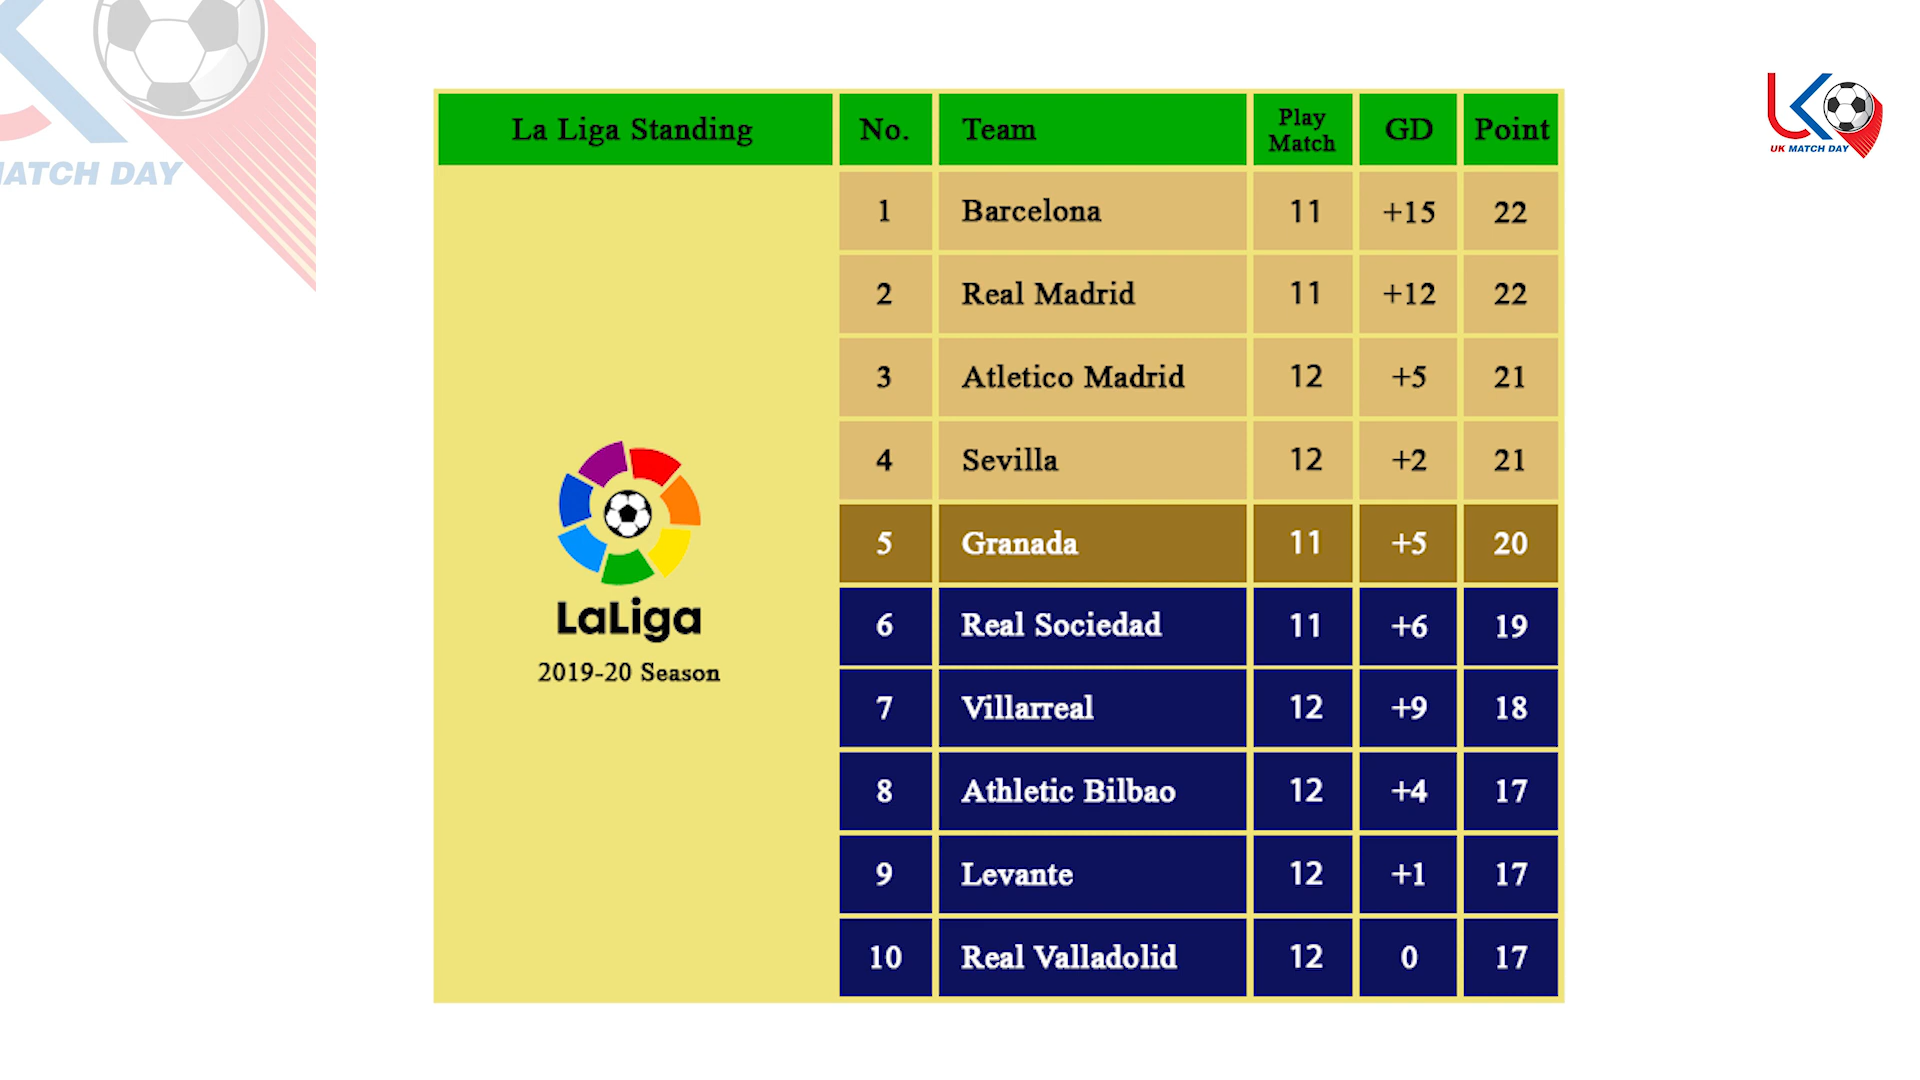 MATCH DAY
UK MATCH DAY
La Liga Standing No. Team Play Match GD Point
1 Barcelona 11 +15 22
2 Real Madrid 11 +12 22
3 Atletico Madrid 12 +5 21
4 Sevilla 12 +2 21
5 Granada 11 +5 20
6 Real Sociedad 11 +6 19
7 Villarreal 12 +9 18
8 Athletic Bilbao 12 +4 17
9 Levante 12 +1 17
10 Real Valladolid 12 0 17
LaLiga
2019-20 Season